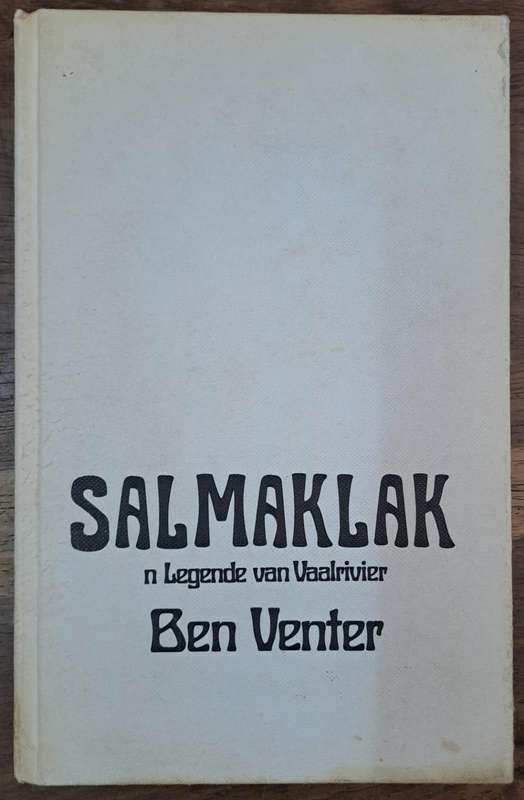 SALMAKLAK
n Legende van Vaalrivier
Ben Venter